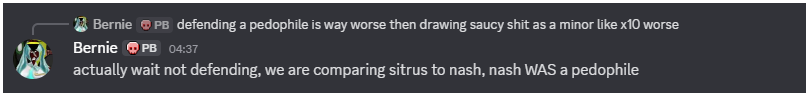 Bernie PB defending a pedophile is way worse then drawing saucy shit as a minor like x10 worse
Bernie PB 04:37
actually wait not defending, we are comparing sitrus to nash, nash WAS a pedophile